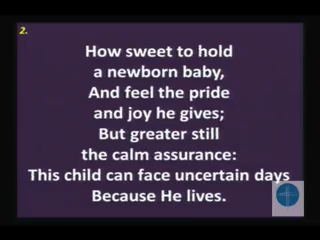 2.
How sweet to hold
a newborn baby,
And feel the pride
and joy he gives;
But greater still
the calm assurance:
This child can face uncertain days
Because He lives.